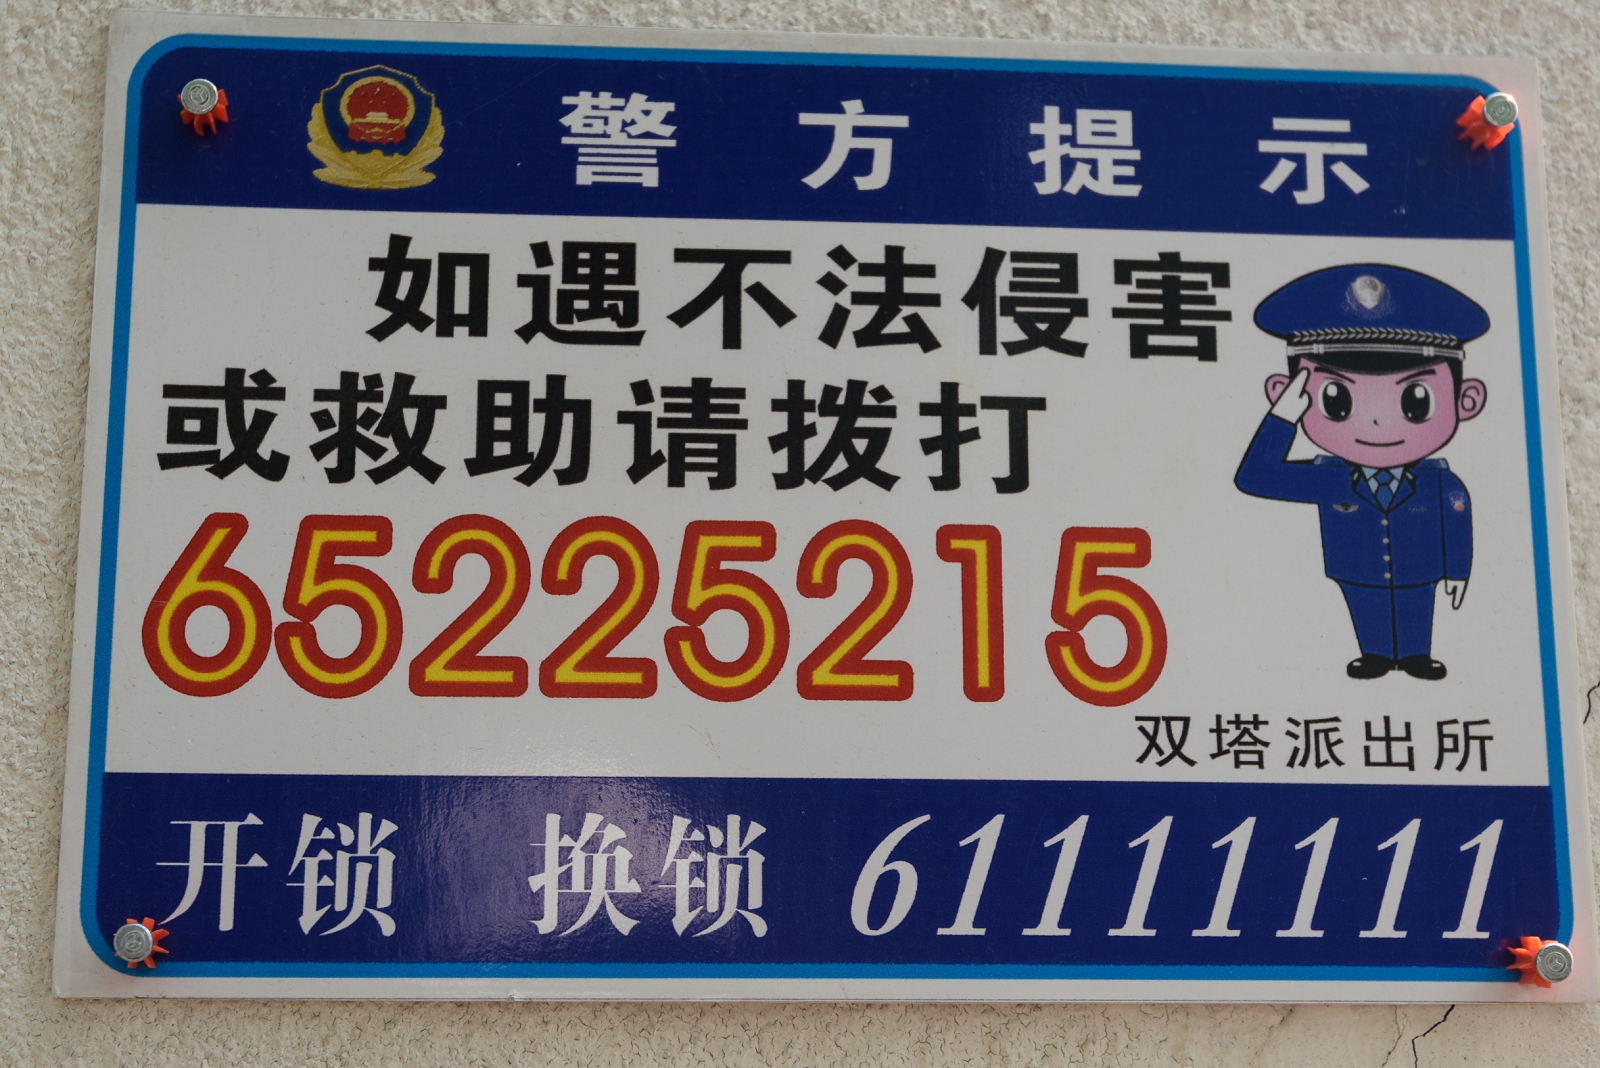 警方提示
如遇不法侵害
或救助请拨打
65225215
双塔派出所
开锁 换锁 61111111